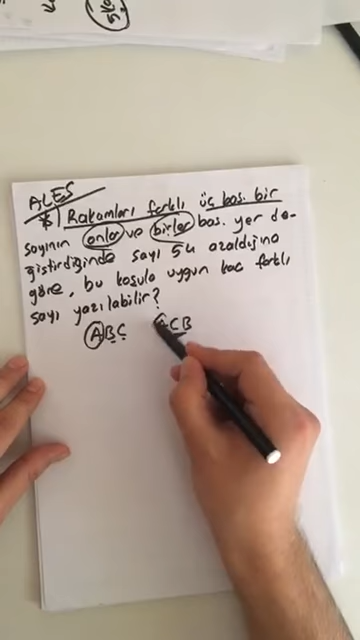 ALES
*) Rakamları farklı üç bas. bir
sayının onlar ve birler bas. yer de-
ğiştirdiğinde sayı 54 azaldığına
göre, bu koşula uygun kaç farklı
sayı yazılabilir?
ABC ACB